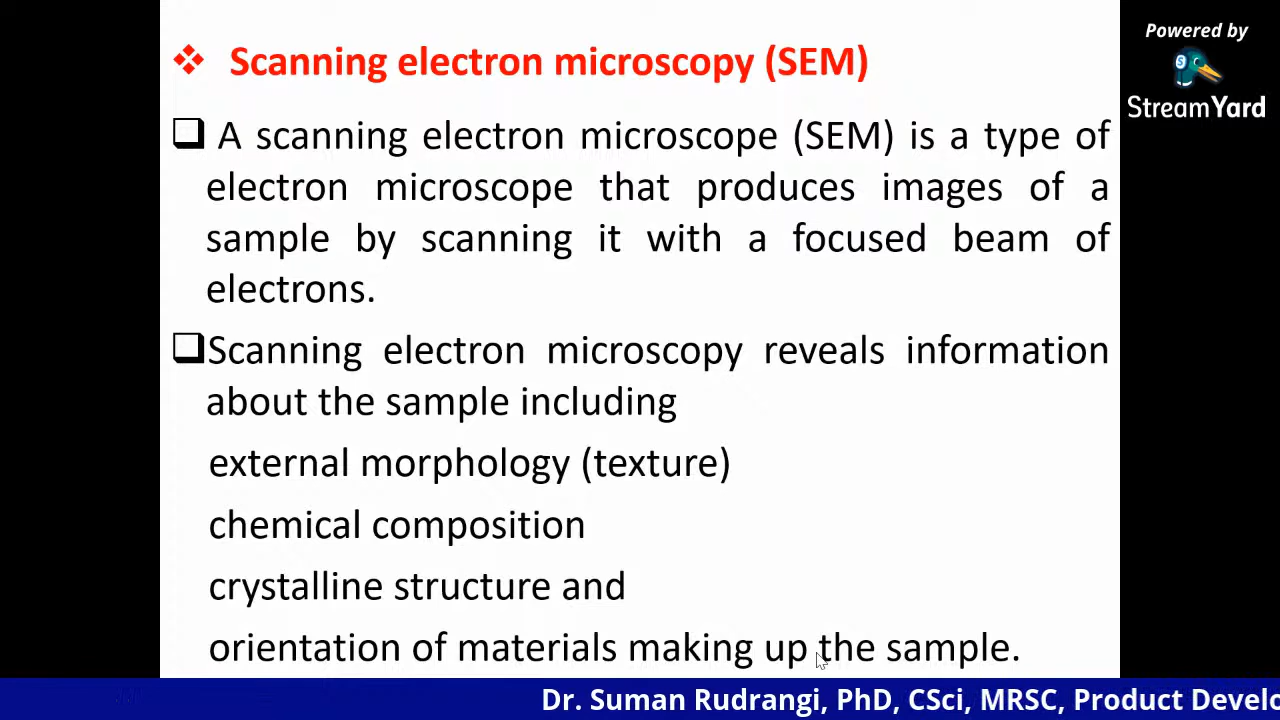 Powered by
StreamYard
Scanning electron microscopy (SEM)
A scanning electron microscope (SEM) is a type of
electron microscope that produces images of a
sample by scanning it with a focused beam of
electrons.
Scanning electron microscopy reveals information
about the sample including
external morphology (texture)
chemical composition
crystalline structure and
orientation of materials making up the sample.
Dr. Suman Rudrangi, PhD, CSci, MRSC, Product Develo